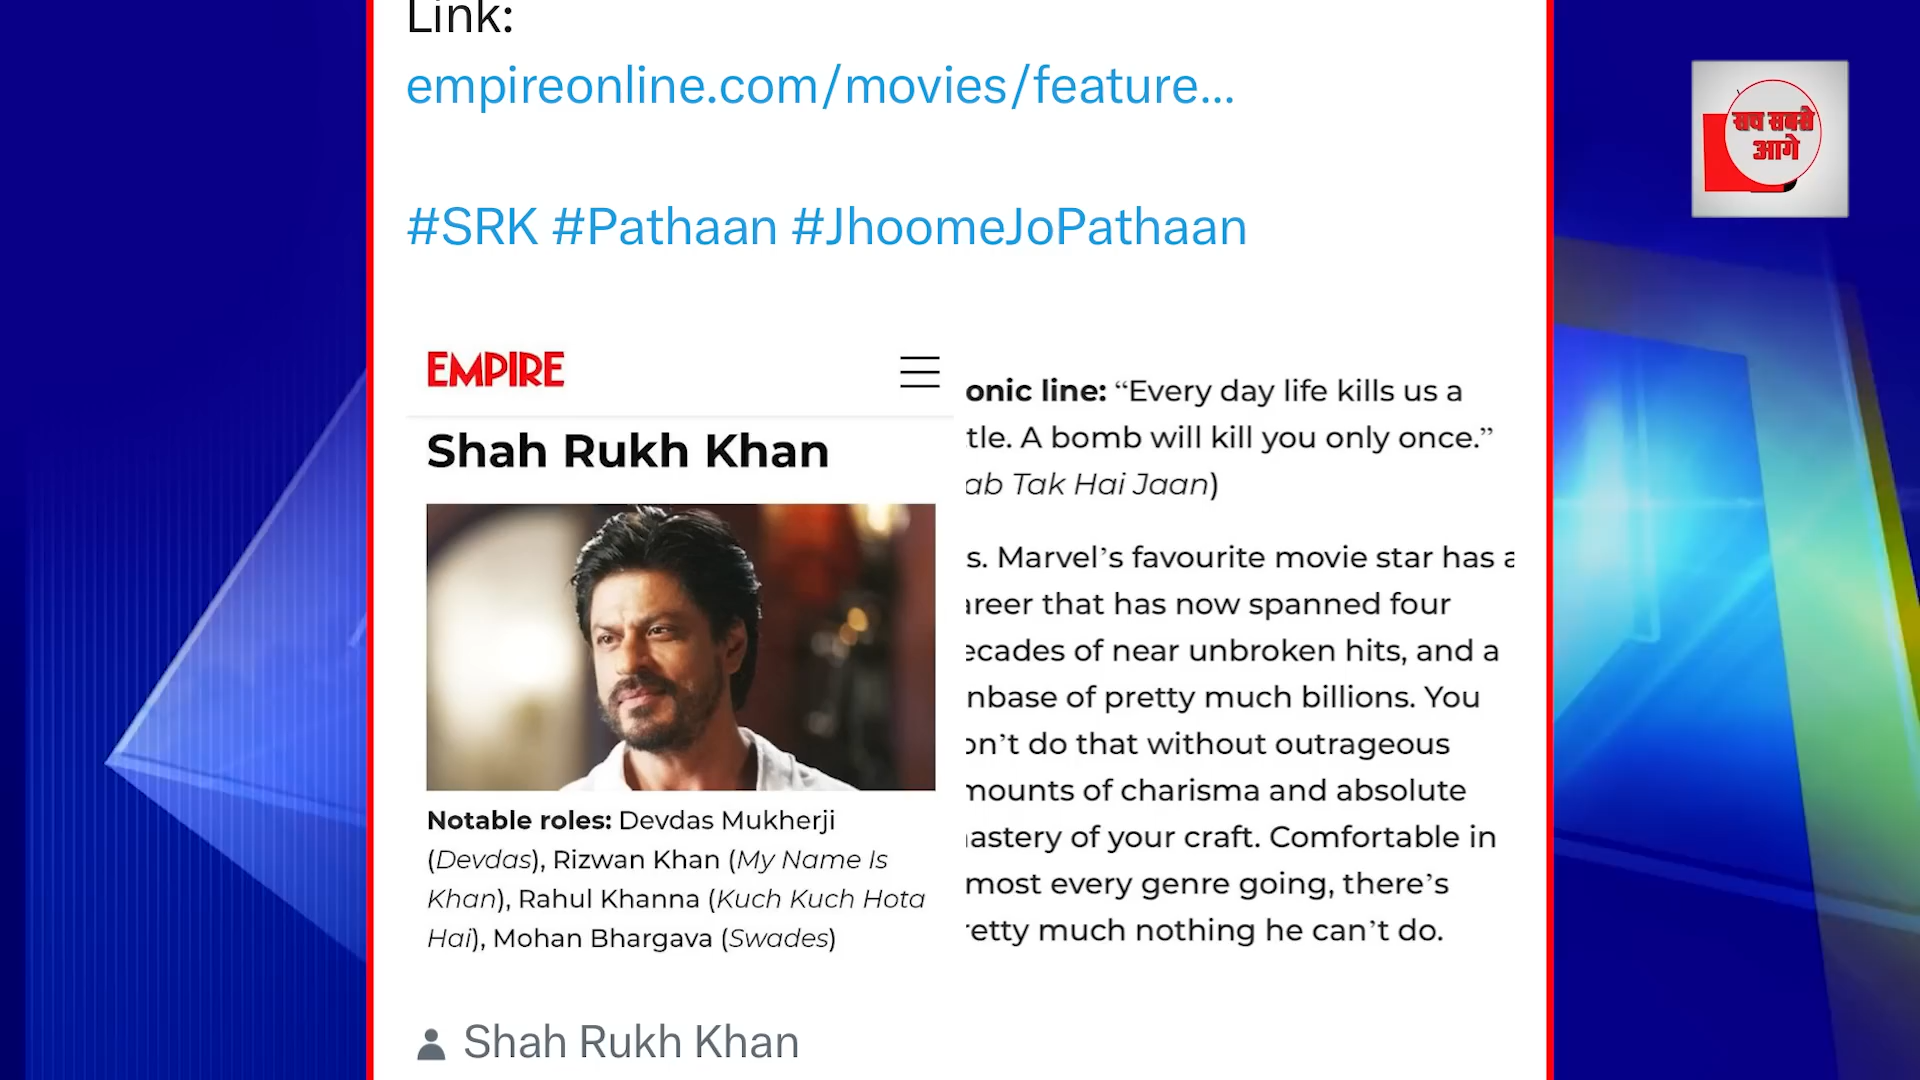 Link:
empireonline.com/movies/feature...
#SRK #Pathaan #JhoomeJoPathaan
सच सबसे
आगे
EMPIRE
Shah Rukh Khan
Notable roles: Devdas Mukherji
(Devdas), Rizwan Khan (My Name Is
Khan), Rahul Khanna (Kuch Kuch Hota
Hai), Mohan Bhargava (Swades)
onic line: “Every day life kills us a
tle. A bomb will kill you only once.”
ab Tak Hai Jaan)
s. Marvel’s favourite movie star has a
areer that has now spanned four
ecades of near unbroken hits, and a
nbase of pretty much billions. You
on’t do that without outrageous
mounts of charisma and absolute
astery of your craft. Comfortable in
most every genre going, there’s
retty much nothing he can’t do.
Shah Rukh Khan